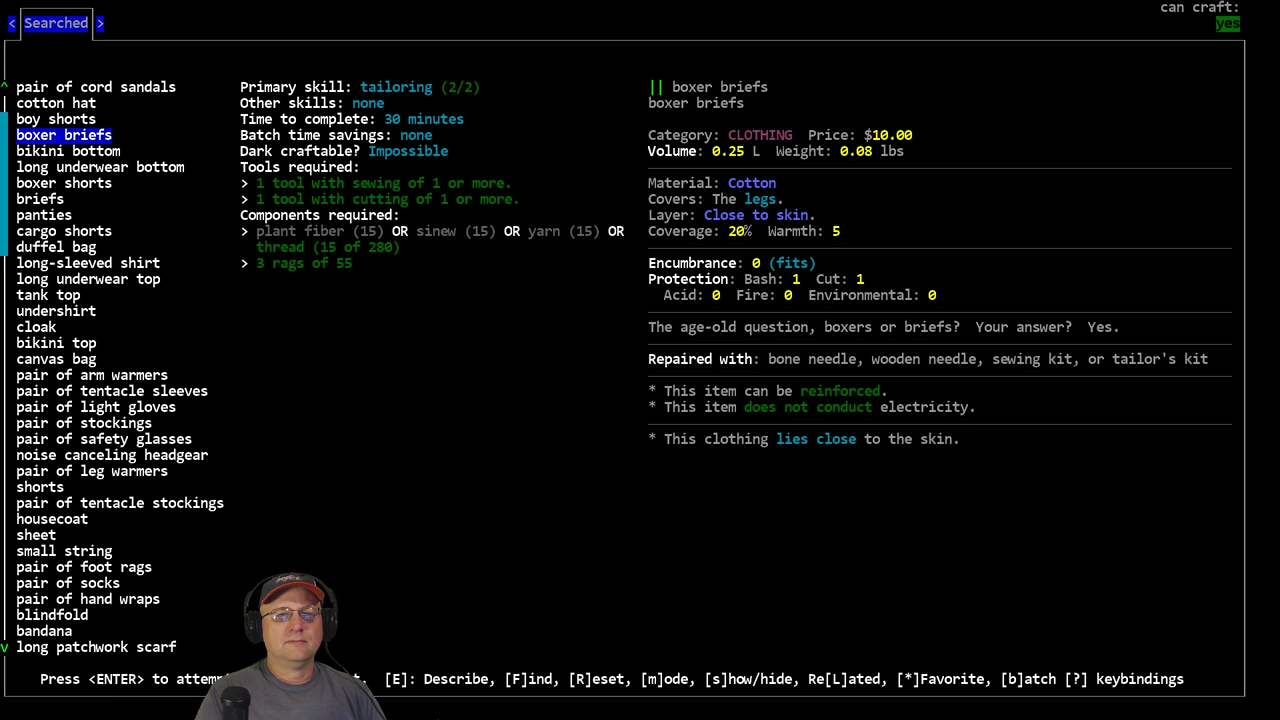 can craft:
< Searched >
yes
^ pair of cord sandals
cotton hat
boy shorts
boxer briefs
bikini bottom
long underwear bottom
boxer shorts
briefs
panties
cargo shorts
duffel bag
long-sleeved shirt
long underwear top
tank top
undershirt
cloak
bikini top
canvas bag
pair of arm warmers
pair of tentacle sleeves
pair of light gloves
pair of stockings
pair of safety glasses
noise canceling headgear
pair of leg warmers
shorts
pair of tentacle stockings
housecoat
sheet
small string
pair of foot rags
pair of socks
pair of hand wraps
blindfold
bandana
v long patchwork scarf
Primary skill: tailoring (2/2)
Other skills: none
Time to complete: 30 minutes
Batch time savings: none
Dark craftable? Impossible
Tools required:
> 1 tool with sewing of 1 or more.
> 1 tool with cutting of 1 or more.
Components required:
> plant fiber (15) OR sinew (15) OR yarn (15) OR
thread (15 of 280)
> 3 rags of 55
|| boxer briefs
boxer briefs
Category: CLOTHING Price: $10.00
Volume: 0.25 L Weight: 0.08 lbs
Material: Cotton
Covers: The legs.
Layer: Close to skin.
Coverage: 20% Warmth: 5
Encumbrance: 0 (fits)
Protection: Bash: 1 Cut: 1
Acid: 0 Fire: 0 Environmental: 0
The age-old question, boxers or briefs? Your answer? Yes.
Repaired with: bone needle, wooden needle, sewing kit, or tailor's kit
* This item can be reinforced.
* This item does not conduct electricity.
* This clothing lies close to the skin.
Press <ENTER> to attem t. [E]: Describe, [F]ind, [R]eset, [m]ode, [s]how/hide, Re[L]ated, [*]Favorite, [b]atch [?] keybindings